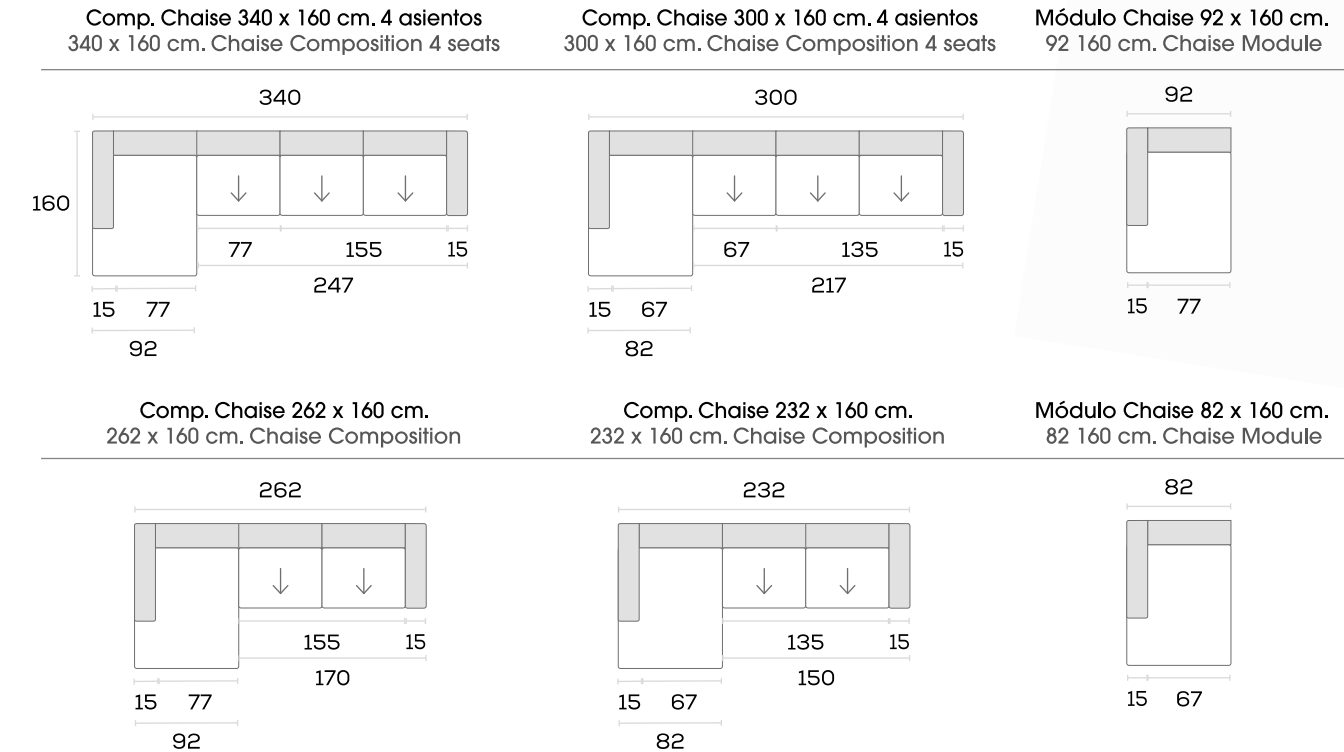 Comp. Chaise 340 x 160 cm. 4 asientos
340 x 160 cm. Chaise Composition 4 seats
340
160
77 155 15
247
15 77
92
Comp. Chaise 300 x 160 cm. 4 asientos
300 x 160 cm. Chaise Composition 4 seats
300
67 135 15
217
15 67
82
Módulo Chaise 92 x 160 cm.
92 160 cm. Chaise Module
92
15 77
Comp. Chaise 262 x 160 cm.
262 x 160 cm. Chaise Composition
262
155 15
170
15 77
92
Comp. Chaise 232 x 160 cm.
232 x 160 cm. Chaise Composition
232
135 15
150
15 67
82
Módulo Chaise 82 x 160 cm.
82 160 cm. Chaise Module
82
15 67